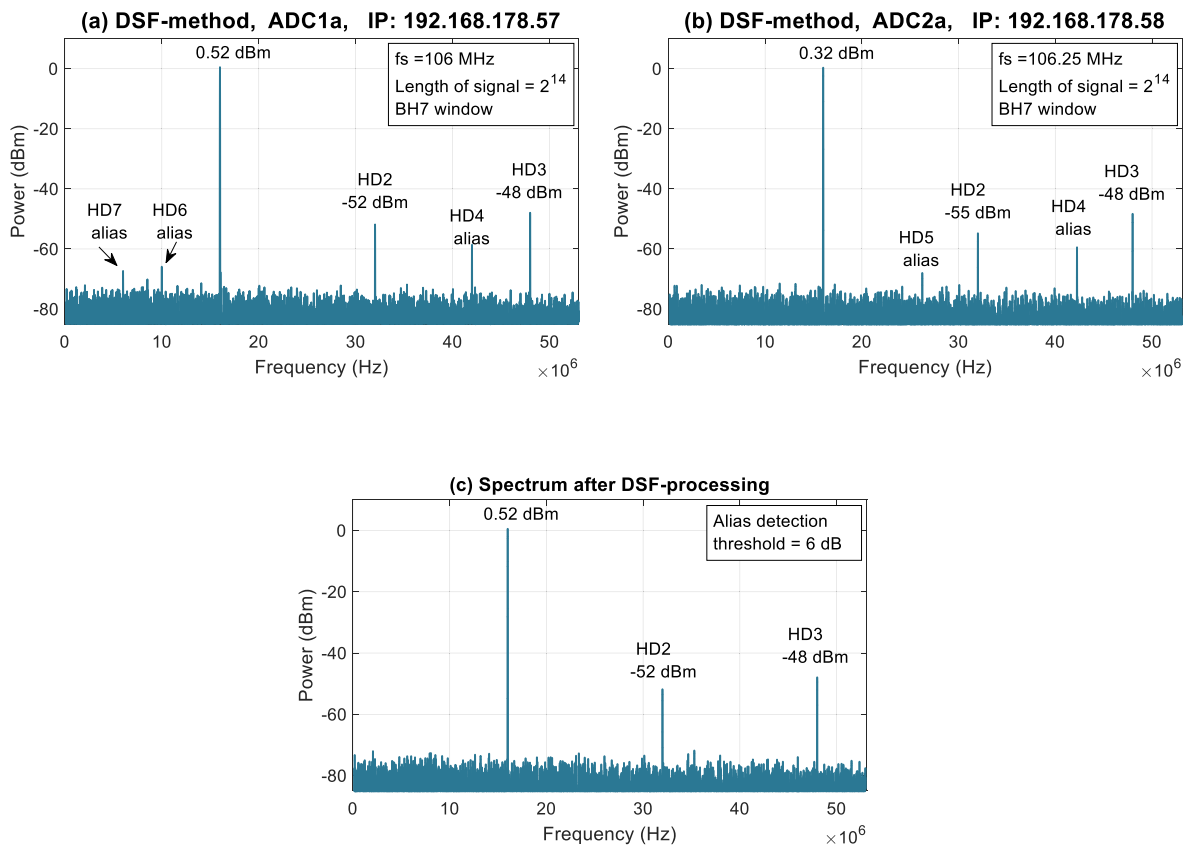 (a) DSF-method, ADC1a, IP: 192.168.178.57
0.52 dBm
fs =106 MHz
Length of signal = 2^14
BH7 window
HD7
alias
HD6
alias
HD2
-52 dBm
HD4
alias
HD3
-48 dBm
Power (dBm)
0
-20
-40
-60
-80
0
10
20
30
40
50
Frequency (Hz)
×10^6
(b) DSF-method, ADC2a, IP: 192.168.178.58
0.32 dBm
fs =106.25 MHz
Length of signal = 2^14
BH7 window
HD5
alias
HD2
-55 dBm
HD4
alias
HD3
-48 dBm
Power (dBm)
0
-20
-40
-60
-80
0
10
20
30
40
50
Frequency (Hz)
×10^6
(c) Spectrum after DSF-processing
0.52 dBm
Alias detection
threshold = 6 dB
HD2
-52 dBm
HD3
-48 dBm
Power (dBm)
0
-20
-40
-60
-80
0
10
20
30
40
50
Frequency (Hz)
×10^6